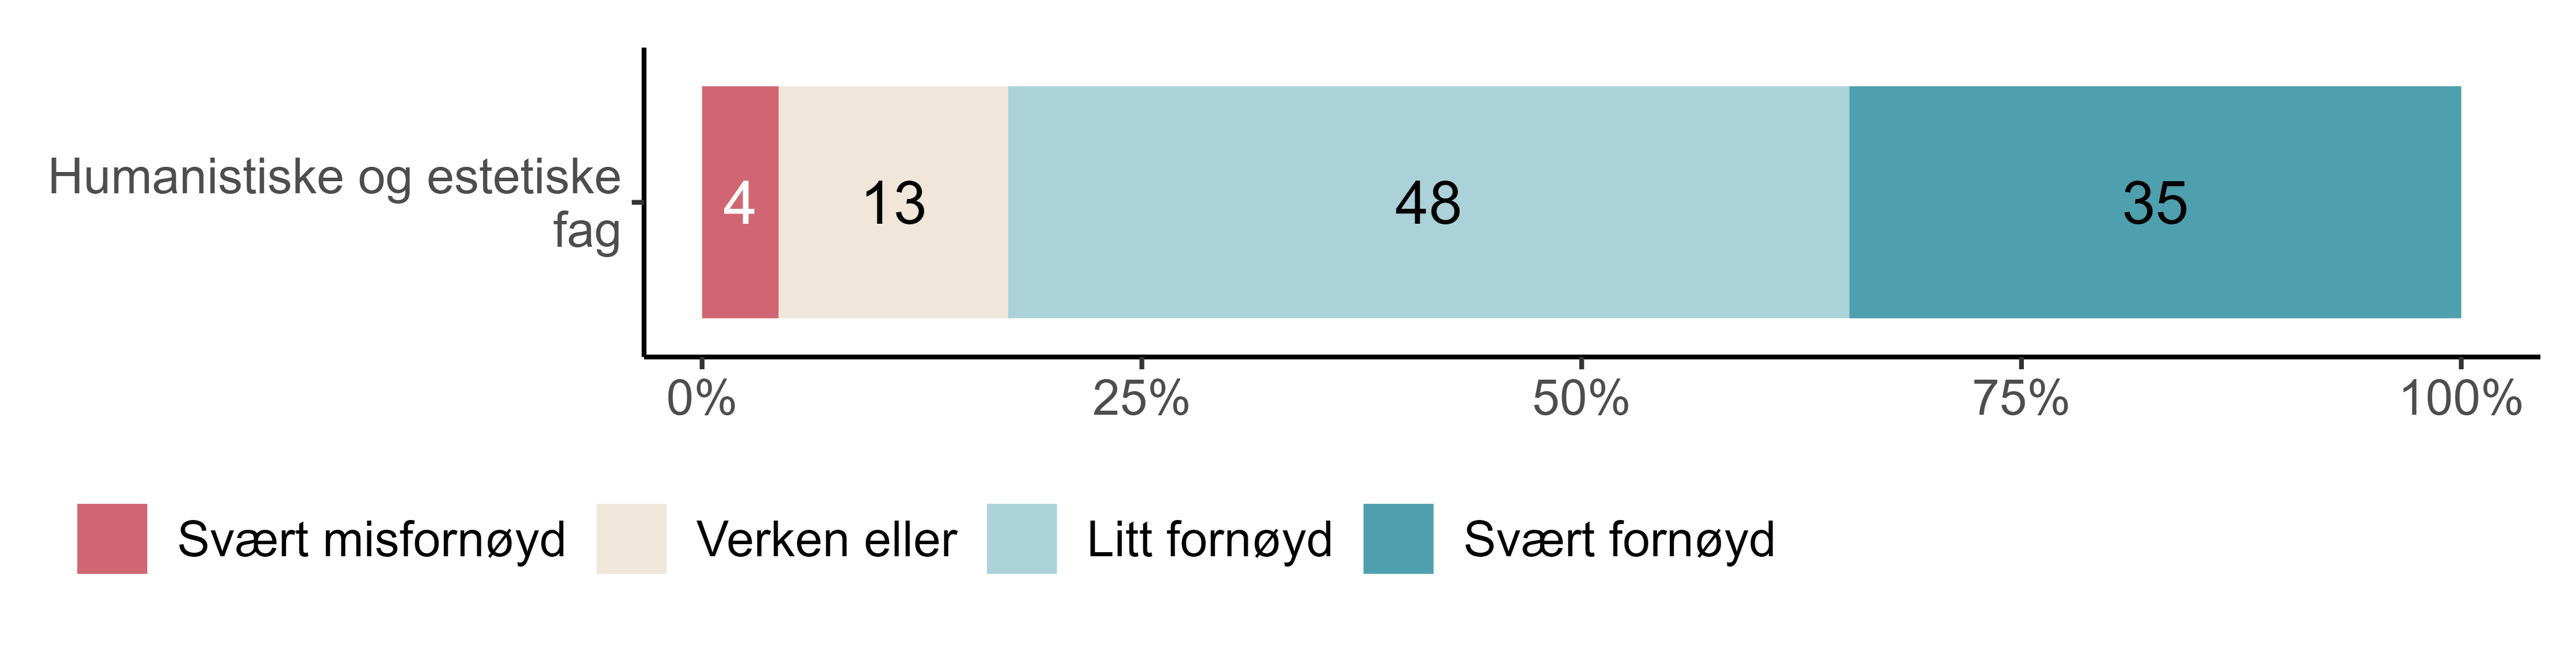 Humanistiske og estetiske
fag
4 13 48 35
0% 25% 50% 75% 100%
Svært misfornøyd Verken eller Litt fornøyd Svært fornøyd